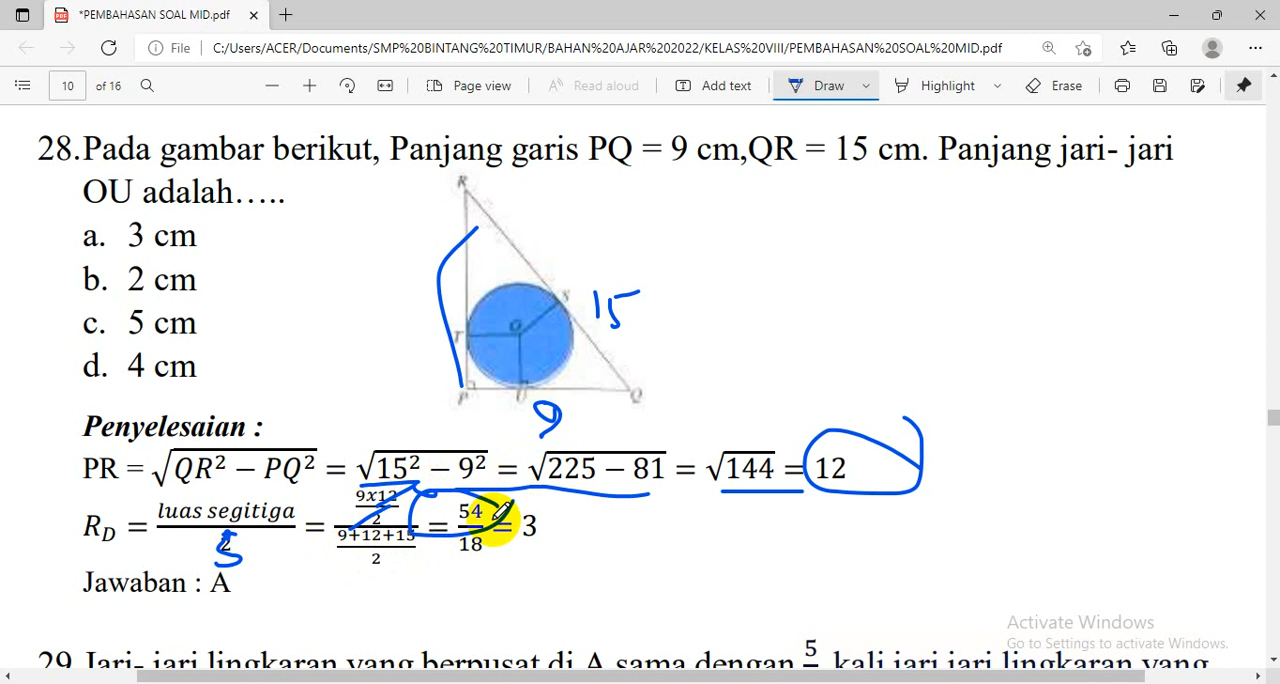 *PEMBAHASAN SOAL MID.pdf
File C:/Users/ACER/Documents/SMP%20BINTANG%20TIMUR/BAHAN%20AJAR%202022/KELAS%20VIII/PEMBAHASAN%20SOAL%20MID.pdf
10 of 16 Page view Read aloud Add text Draw Highlight Erase
28.Pada gambar berikut, Panjang garis PQ = 9 cm,QR = 15 cm. Panjang jari- jari
OU adalah…..
a. 3 cm
b. 2 cm
c. 5 cm
d. 4 cm
R
S
15
O
T
P U Q
9
Penyelesaian :
PR = √QR² − PQ² = √15² − 9² = √225 − 81 = √144 = 12
R_D = luas segitiga / s = (9x12/2) / (9+12+15/2) = 54/18 = 3
Jawaban : A
Activate Windows
Go to Settings to activate Windows.
29. Jari- jari lingkaran yang berpusat di A sama dengan 5 kali jari jari lingkaran yang